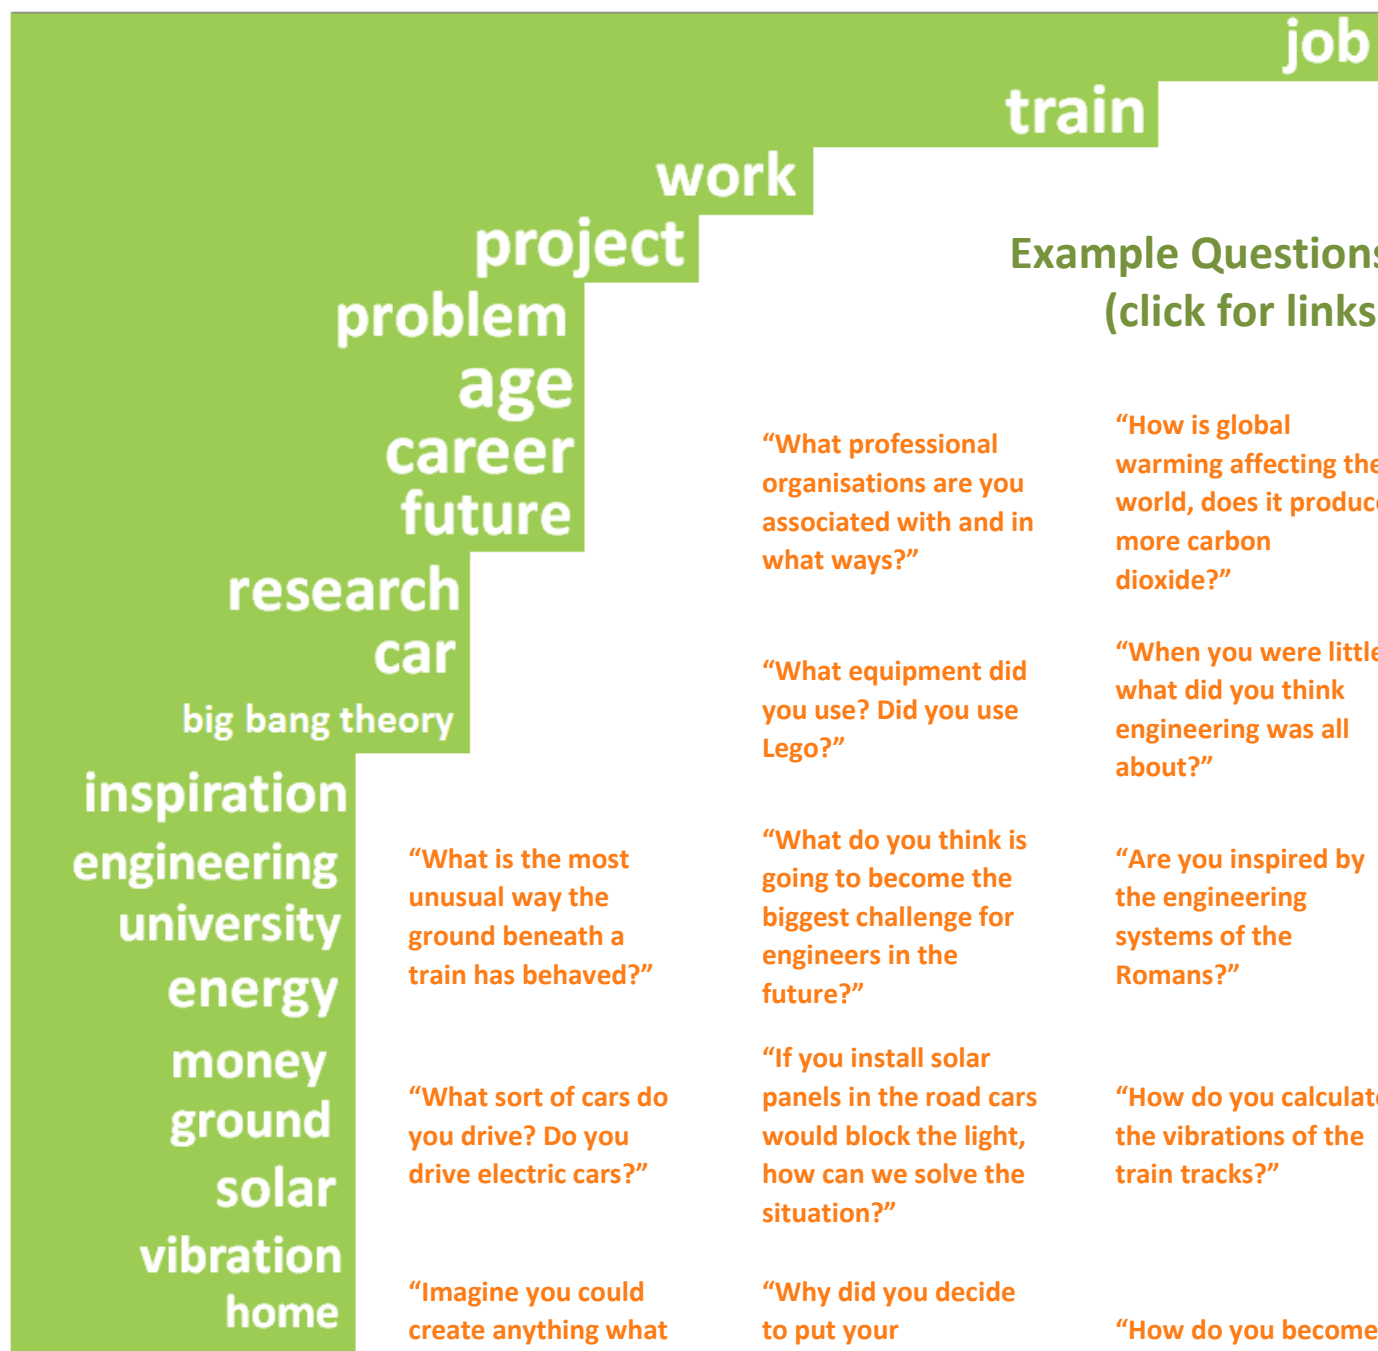 job
train
work
project
problem
age
career
future
research
car
big bang theory
inspiration
engineering
university
energy
money
ground
solar
vibration
home
Example Questions
(click for links
“What professional
organisations are you
associated with and in
what ways?”
“How is global
warming affecting the
world, does it produce
more carbon
dioxide?”
“What equipment did
you use? Did you use
Lego?”
“When you were little
what did you think
engineering was all
about?”
“What is the most
unusual way the
ground beneath a
train has behaved?”
“What do you think is
going to become the
biggest challenge for
engineers in the
future?”
“Are you inspired by
the engineering
systems of the
Romans?”
“What sort of cars do
you drive? Do you
drive electric cars?”
“If you install solar
panels in the road cars
would block the light,
how can we solve the
situation?”
“How do you calculate
the vibrations of the
train tracks?”
“Imagine you could
create anything what
“Why did you decide
to put your
“How do you become